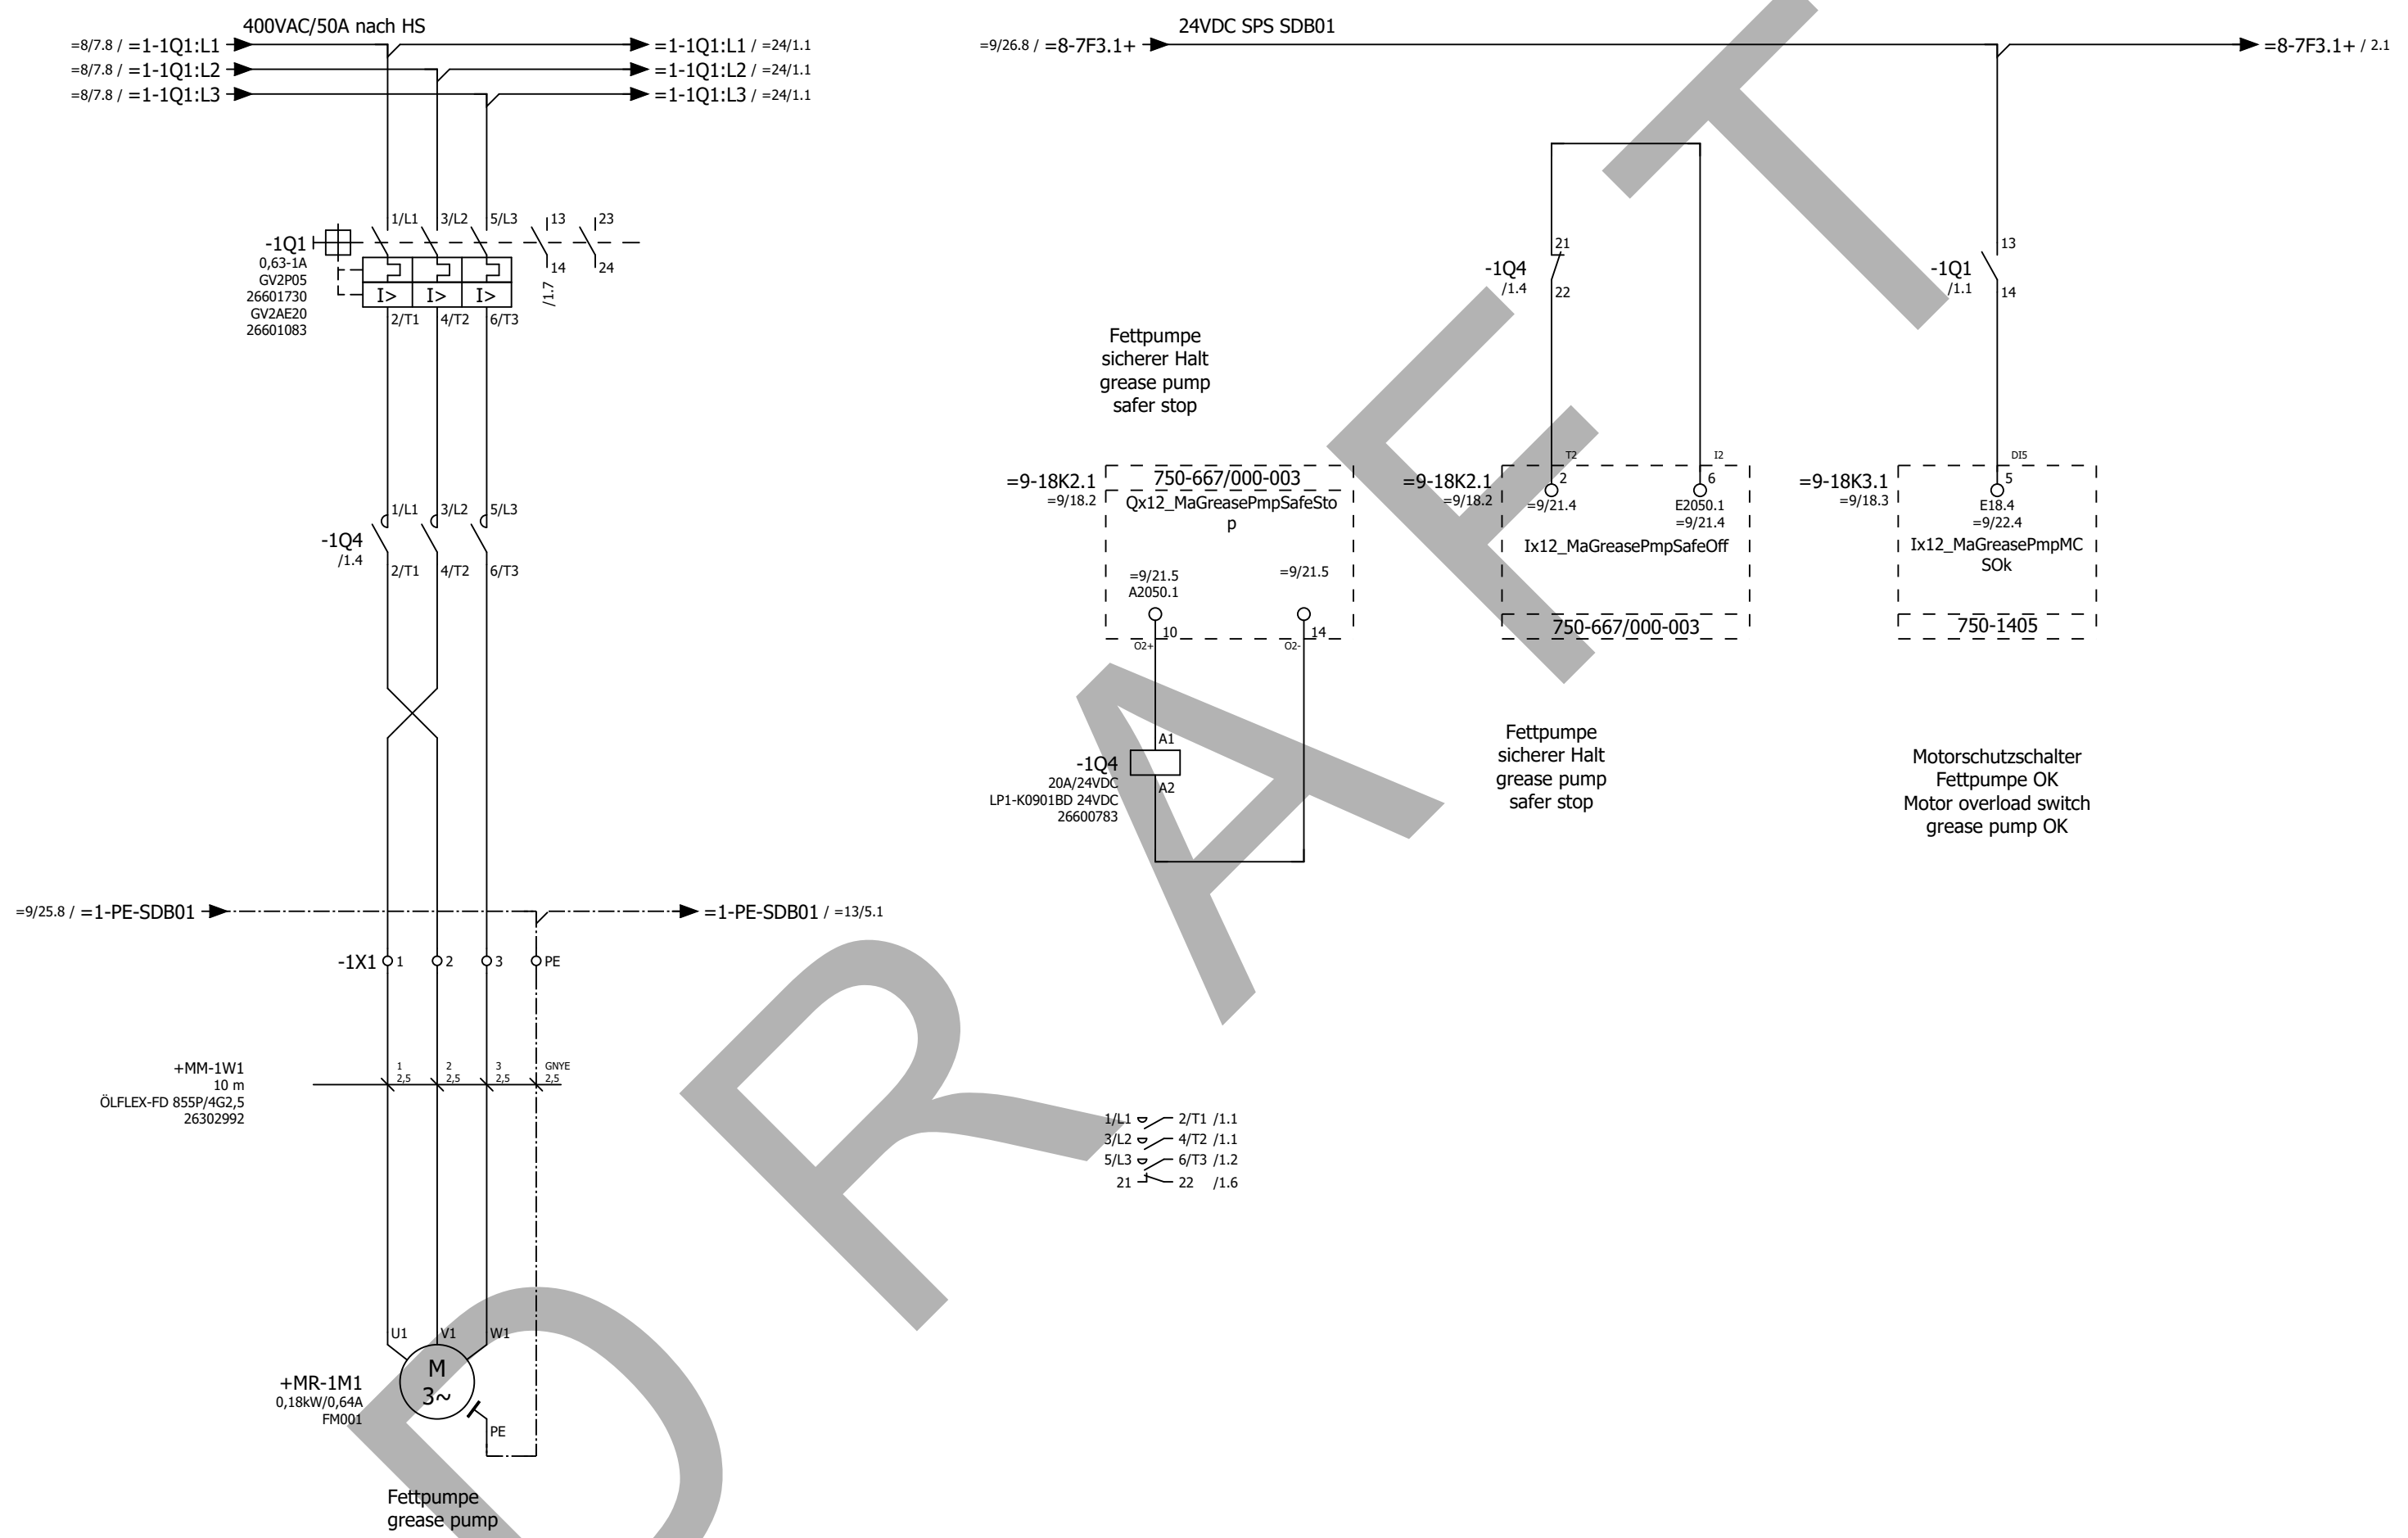 400VAC/50A nach HS
=8/7.8 / =1-1Q1:L1
=1-1Q1:L1 / =24/1.1
=8/7.8 / =1-1Q1:L2
=1-1Q1:L2 / =24/1.1
=8/7.8 / =1-1Q1:L3
=1-1Q1:L3 / =24/1.1
24VDC SPS SDB01
=9/26.8 / =8-7F3.1+
=8-7F3.1+ / 2.1
1/L1 3/L2 5/L3 13 23
-1Q1
0,63-1A
GV2P05
26601730
GV2AE20
26601083
14 24
/1.7
I> I> I>
2/T1 4/T2 6/T3
1/L1 3/L2 5/L3
-1Q4
/1.4
2/T1 4/T2 6/T3
=9/25.8 / =1-PE-SDB01
=1-PE-SDB01 / =13/5.1
-1X1 1 2 3 PE
+MM-1W1
10 m
ÖLFLEX-FD 855P/4G2,5
26302992
1 2 3 GNYE
2,5 2,5 2,5 2,5
U1 V1 W1
M
3~
+MR-1M1
0,18kW/0,64A
FM001
PE
Fettpumpe
grease pump
Fettpumpe
sicherer Halt
grease pump
safer stop
=9-18K2.1
=9/18.2
750-667/000-003
Qx12_MaGreasePmpSafeSto
p
=9/21.5
A2050.1
=9/21.5
10 14
O2+ O2-
A1
-1Q4
20A/24VDC
LP1-K0901BD 24VDC
26600783
A2
1/L1 2/T1 /1.1
3/L2 4/T2 /1.1
5/L3 6/T3 /1.2
21 22 /1.6
21
-1Q4
/1.4
22
T2 I2
=9-18K2.1
=9/18.2
2 6
=9/21.4
E2050.1
=9/21.4
Ix12_MaGreasePmpSafeOff
750-667/000-003
Fettpumpe
sicherer Halt
grease pump
safer stop
13
-1Q1
/1.1
14
DI5
=9-18K3.1
=9/18.3
5
E18.4
=9/22.4
Ix12_MaGreasePmpMC
SOk
750-1405
Motorschutzschalter
Fettpumpe OK
Motor overload switch
grease pump OK
DRAFT